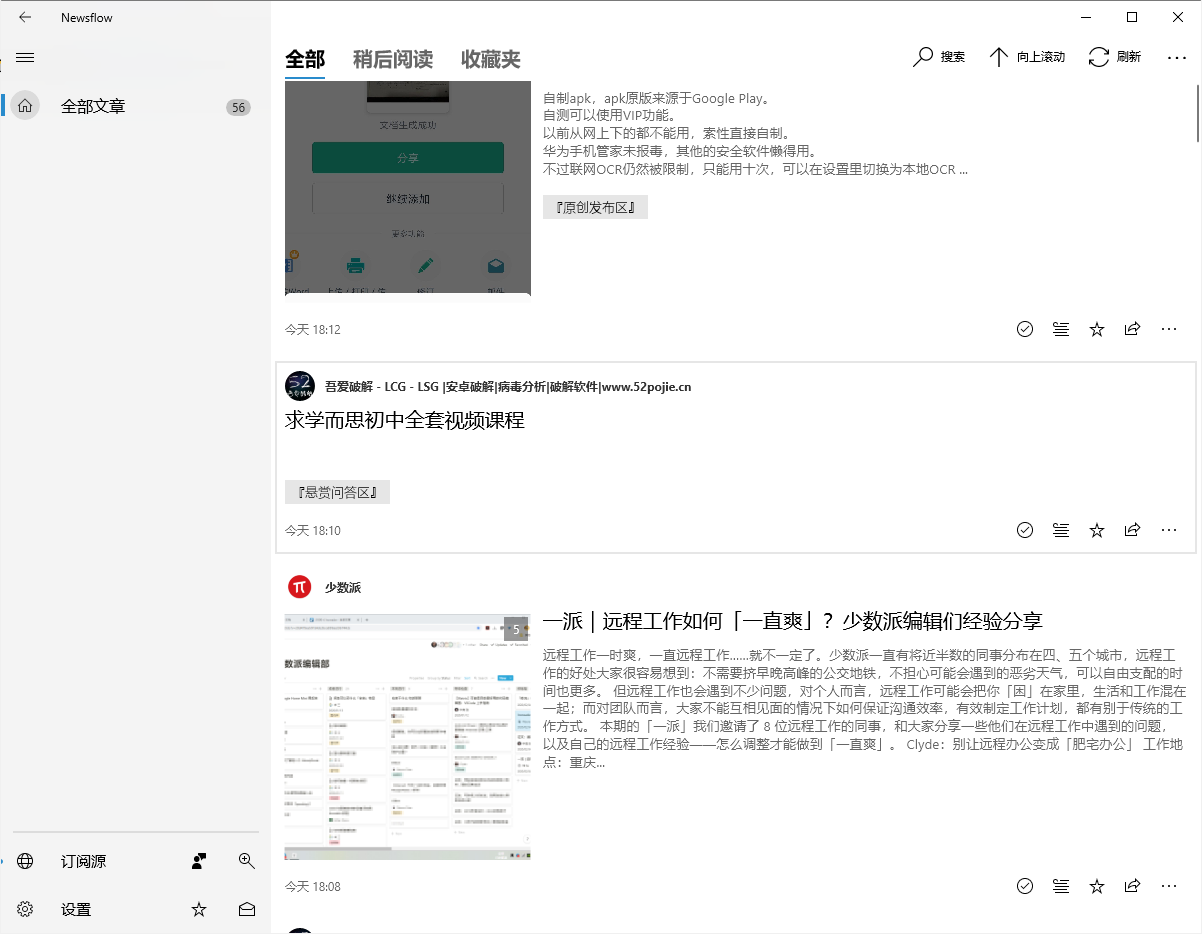 Newsflow
全部
稍后阅读
收藏夹
搜索
向上滚动
刷新
全部文章
56
文档生成成功
分享
继续添加
更多功能
自制apk，apk原版来源于Google Play。
自测可以使用VIP功能。
以前从网上下的都不能用，索性直接自制。
华为手机管家未报毒，其他的安全软件懒得用。
不过联网OCR仍然被限制，只能用十次，可以在设置里切换为本地OCR ...
『原创发布区』
今天 18:12
吾爱破解 - LCG - LSG |安卓破解|病毒分析|破解软件|www.52pojie.cn
求学而思初中全套视频课程
『悬赏问答区』
今天 18:10
少数派
5
数派编辑部
一派｜远程工作如何「一直爽」？少数派编辑们经验分享
远程工作一时爽，一直远程工作……就不一定了。少数派一直有将近半数的同事分布在四、五个城市，远程工
作的好处大家很容易想到：不需要挤早晚高峰的公交地铁，不担心可能会遇到的恶劣天气，可以自由支配的时
间也更多。 但远程工作也会遇到不少问题，对个人而言，远程工作可能会把你「困」在家里，生活和工作混在
一起；而对团队而言，大家不能互相见面的情况下如何保证沟通效率，有效制定工作计划，都有别于传统的工
作方式。 本期的「一派」我们邀请了 8 位远程工作的同事，和大家分享一些他们在远程工作中遇到的问题，
以及自己的远程工作经验——怎么调整才能做到「一直爽」。 Clyde：别让远程办公变成「肥宅办公」 工作地
点：重庆...
今天 18:08
订阅源
设置